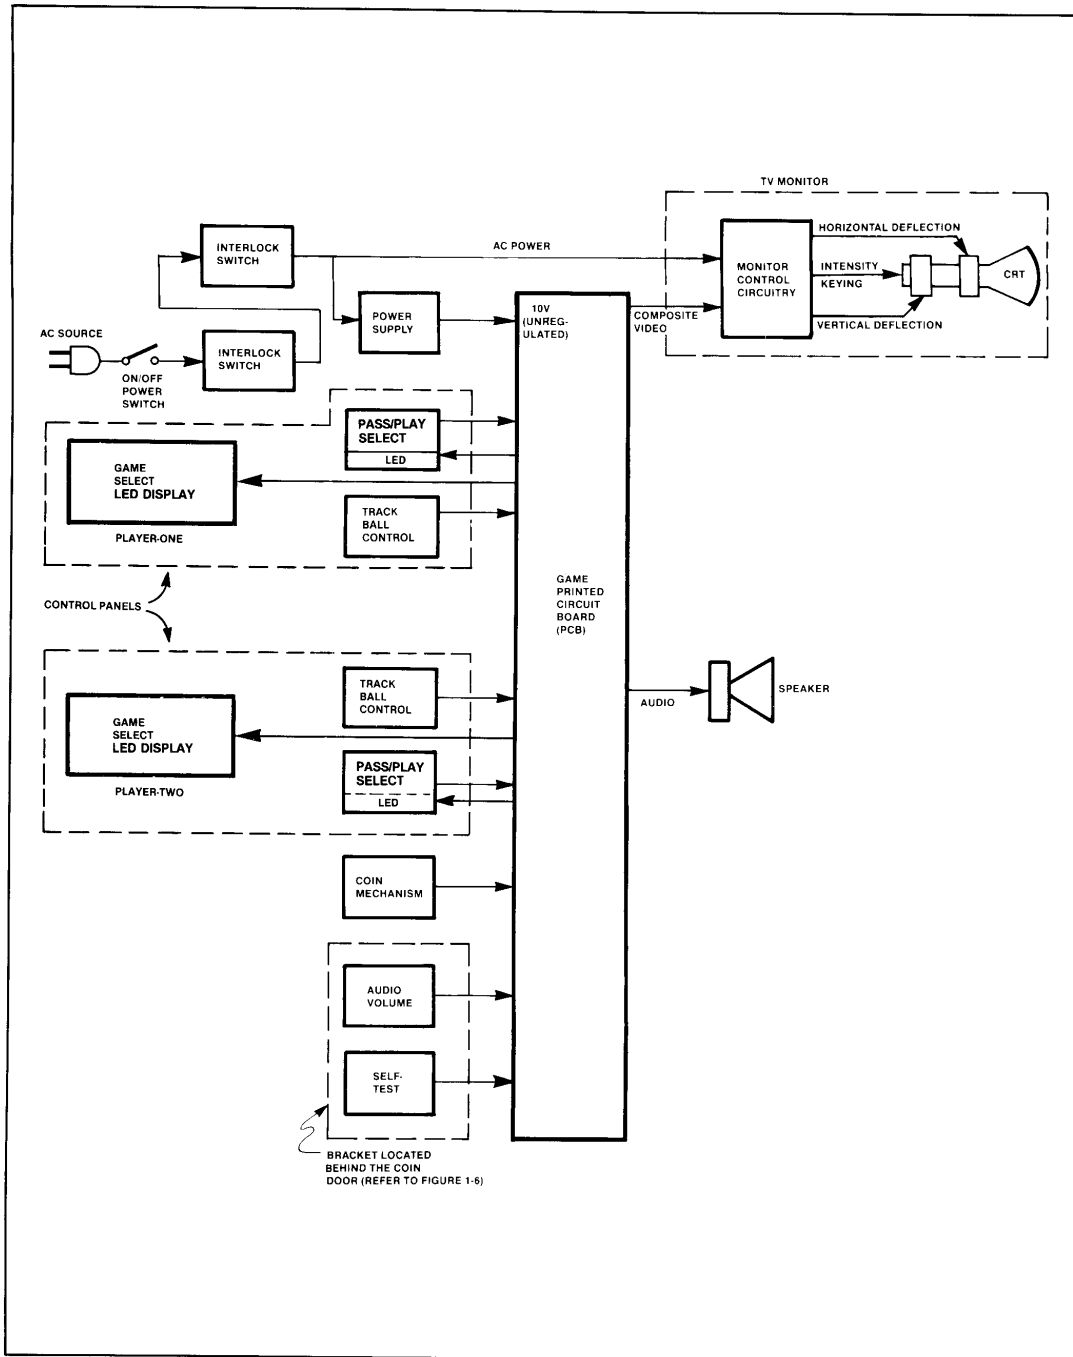 TV MONITOR
INTERLOCK
SWITCH
AC POWER
HORIZONTAL DEFLECTION
MONITOR
CONTROL
CIRCUITRY
INTENSITY
KEYING
CRT
VERTICAL DEFLECTION
COMPOSITE
VIDEO
POWER
SUPPLY
10V
(UNREG-
ULATED)
AC SOURCE
ON/OFF
POWER
SWITCH
INTERLOCK
SWITCH
PASS/PLAY
SELECT
LED
GAME
SELECT
LED DISPLAY
PLAYER-ONE
TRACK
BALL
CONTROL
CONTROL PANELS
GAME
PRINTED
CIRCUIT
BOARD
(PCB)
TRACK
BALL
CONTROL
GAME
SELECT
LED DISPLAY
PLAYER-TWO
PASS/PLAY
SELECT
LED
AUDIO
SPEAKER
COIN
MECHANISM
AUDIO
VOLUME
SELF-
TEST
BRACKET LOCATED
BEHIND THE COIN
DOOR (REFER TO FIGURE 1-6)